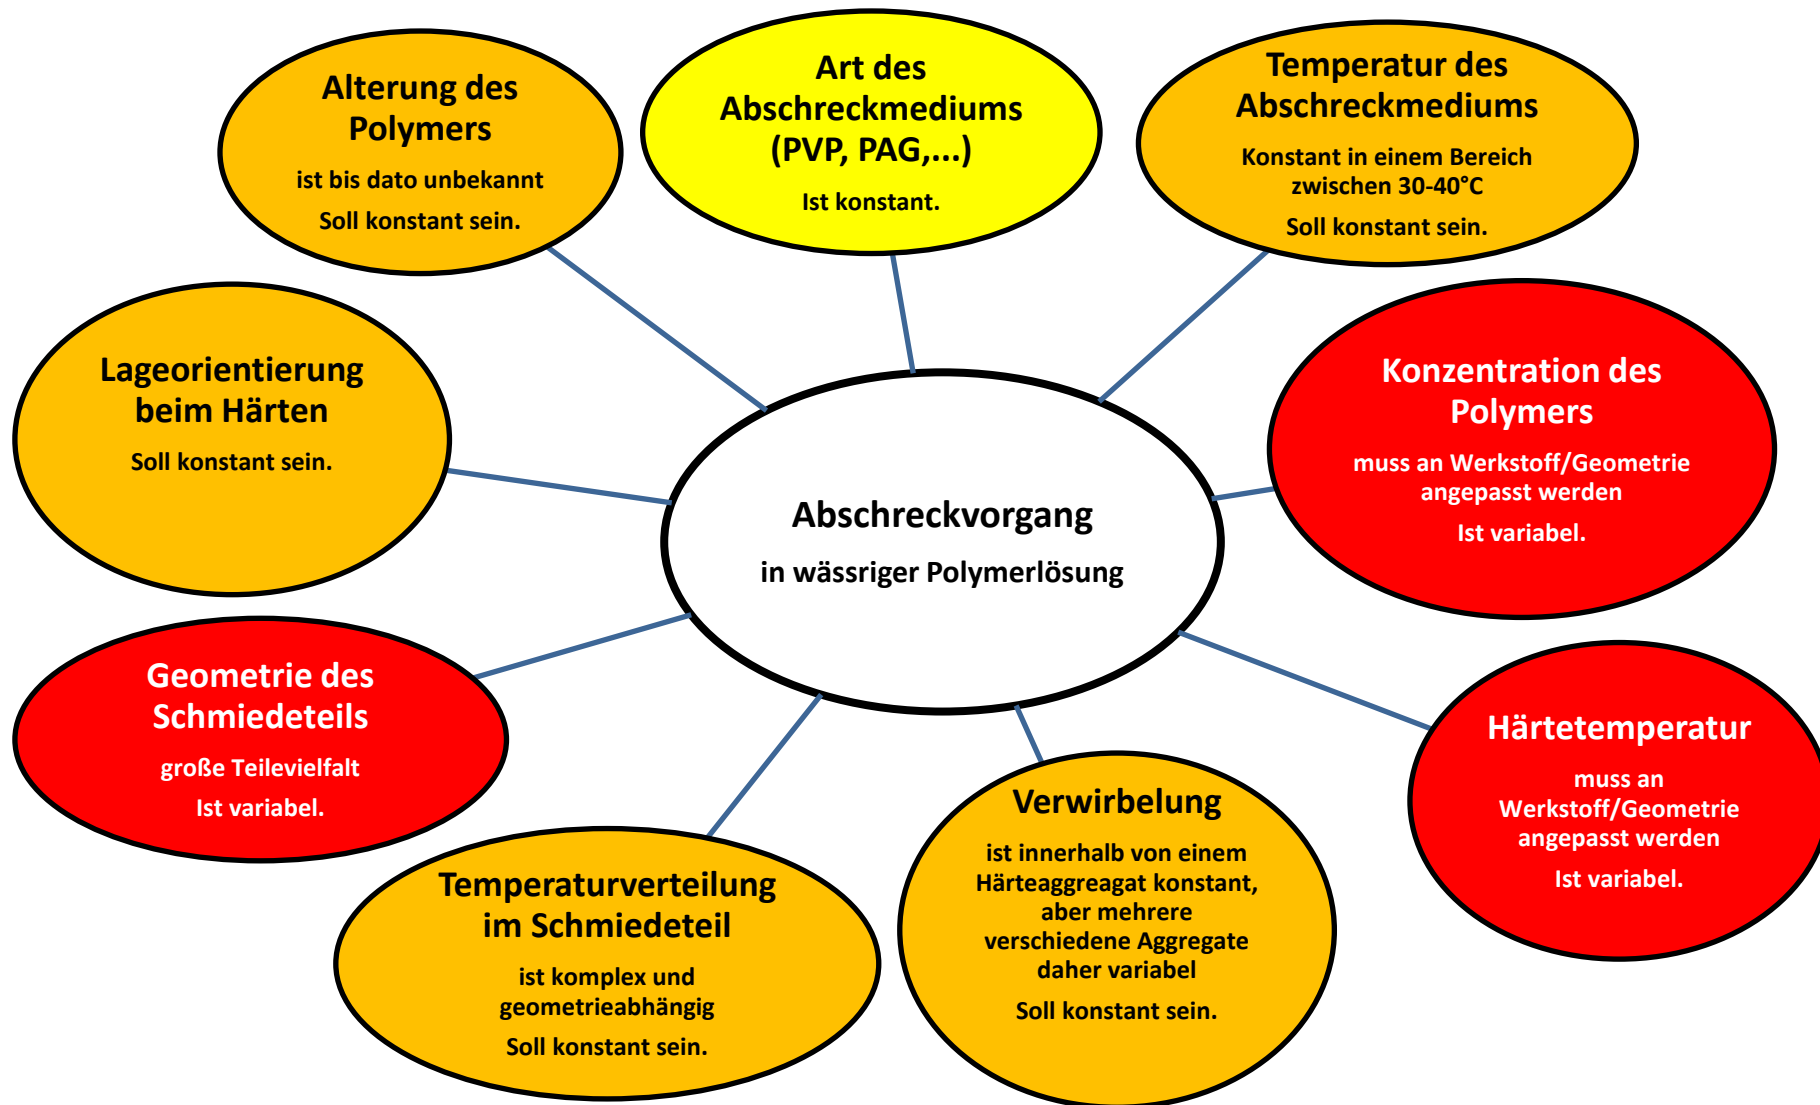 Alterung des
Polymers
ist bis dato unbekannt
Soll konstant sein.
Art des
Abschreckmediums
(PVP, PAG,...)
Ist konstant.
Temperatur des
Abschreckmediums
Konstant in einem Bereich
zwischen 30-40°C
Soll konstant sein.
Lageorientierung
beim Härten
Soll konstant sein.
Konzentration des
Polymers
muss an Werkstoff/Geometrie
angepasst werden
Ist variabel.
Abschreckvorgang
in wässriger Polymerlösung
Geometrie des
Schmiedeteils
große Teilevielfalt
Ist variabel.
Härtetemperatur
muss an
Werkstoff/Geometrie
angepasst werden
Ist variabel.
Temperaturverteilung
im Schmiedeteil
ist komplex und
geometrieabhängig
Soll konstant sein.
Verwirbelung
ist innerhalb von einem
Härteaggreagat konstant,
aber mehrere
verschiedene Aggregate
daher variabel
Soll konstant sein.